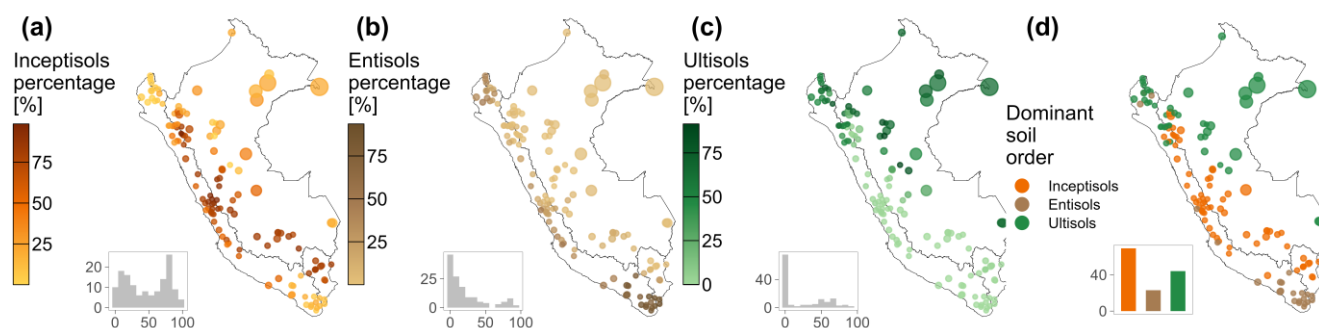 (a)
Inceptisols
percentage
[%]
75
50
25
20
10
0
0 50 100
(b)
Entisols
percentage
[%]
75
50
25
25
0
0 50 100
(c)
Ultisols
percentage
[%]
75
50
25
0
40
0
0 50 100
(d)
Dominant
soil
order
Inceptisols
Entisols
Ultisols
40
0